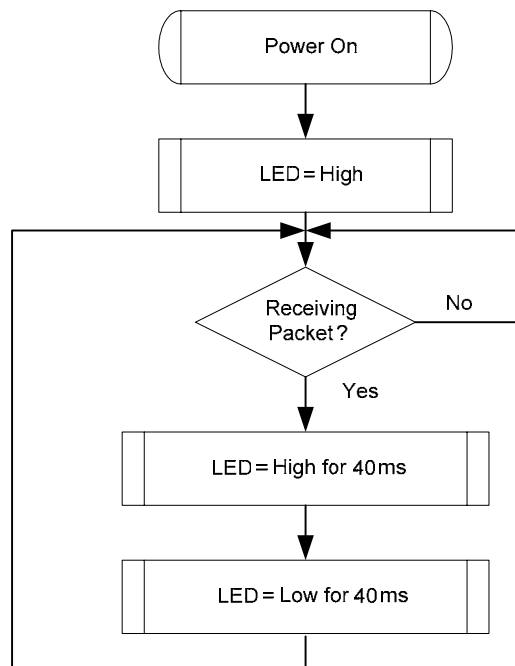 Power On
LED = High
Receiving
Packet?
No
Yes
LED = High for 40ms
LED = Low for 40ms